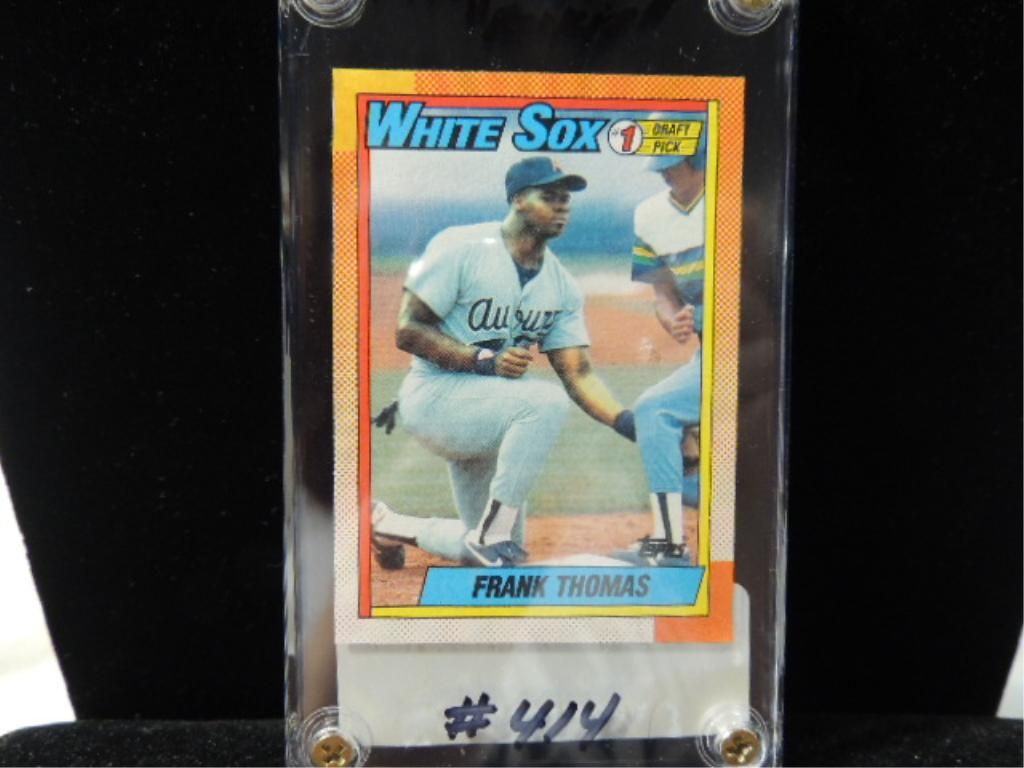 WHITE SOX #1 DRAFT
PICK
Auburn
Topps
FRANK THOMAS
#414